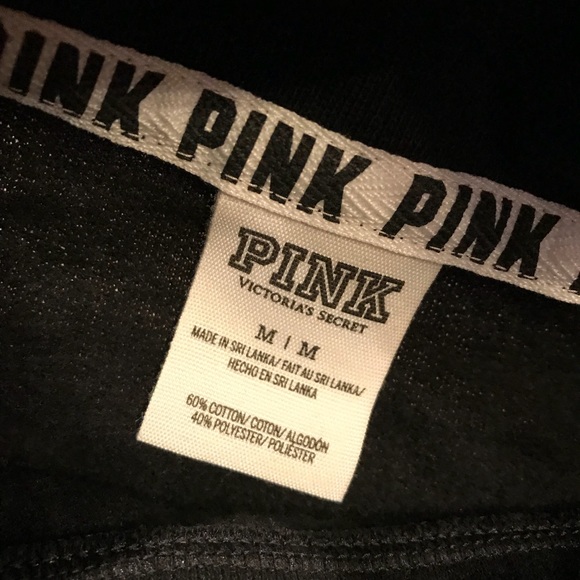 PINK PINK PINK
PINK
VICTORIA'S SECRET
M | M
MADE IN SRI LANKA/ FAIT AU SRI LANKA/
HECHO EN SRI LANKA
60% COTTON/ COTON/ ALGODÓN
40% POLYESTER/ POLIÉSTER